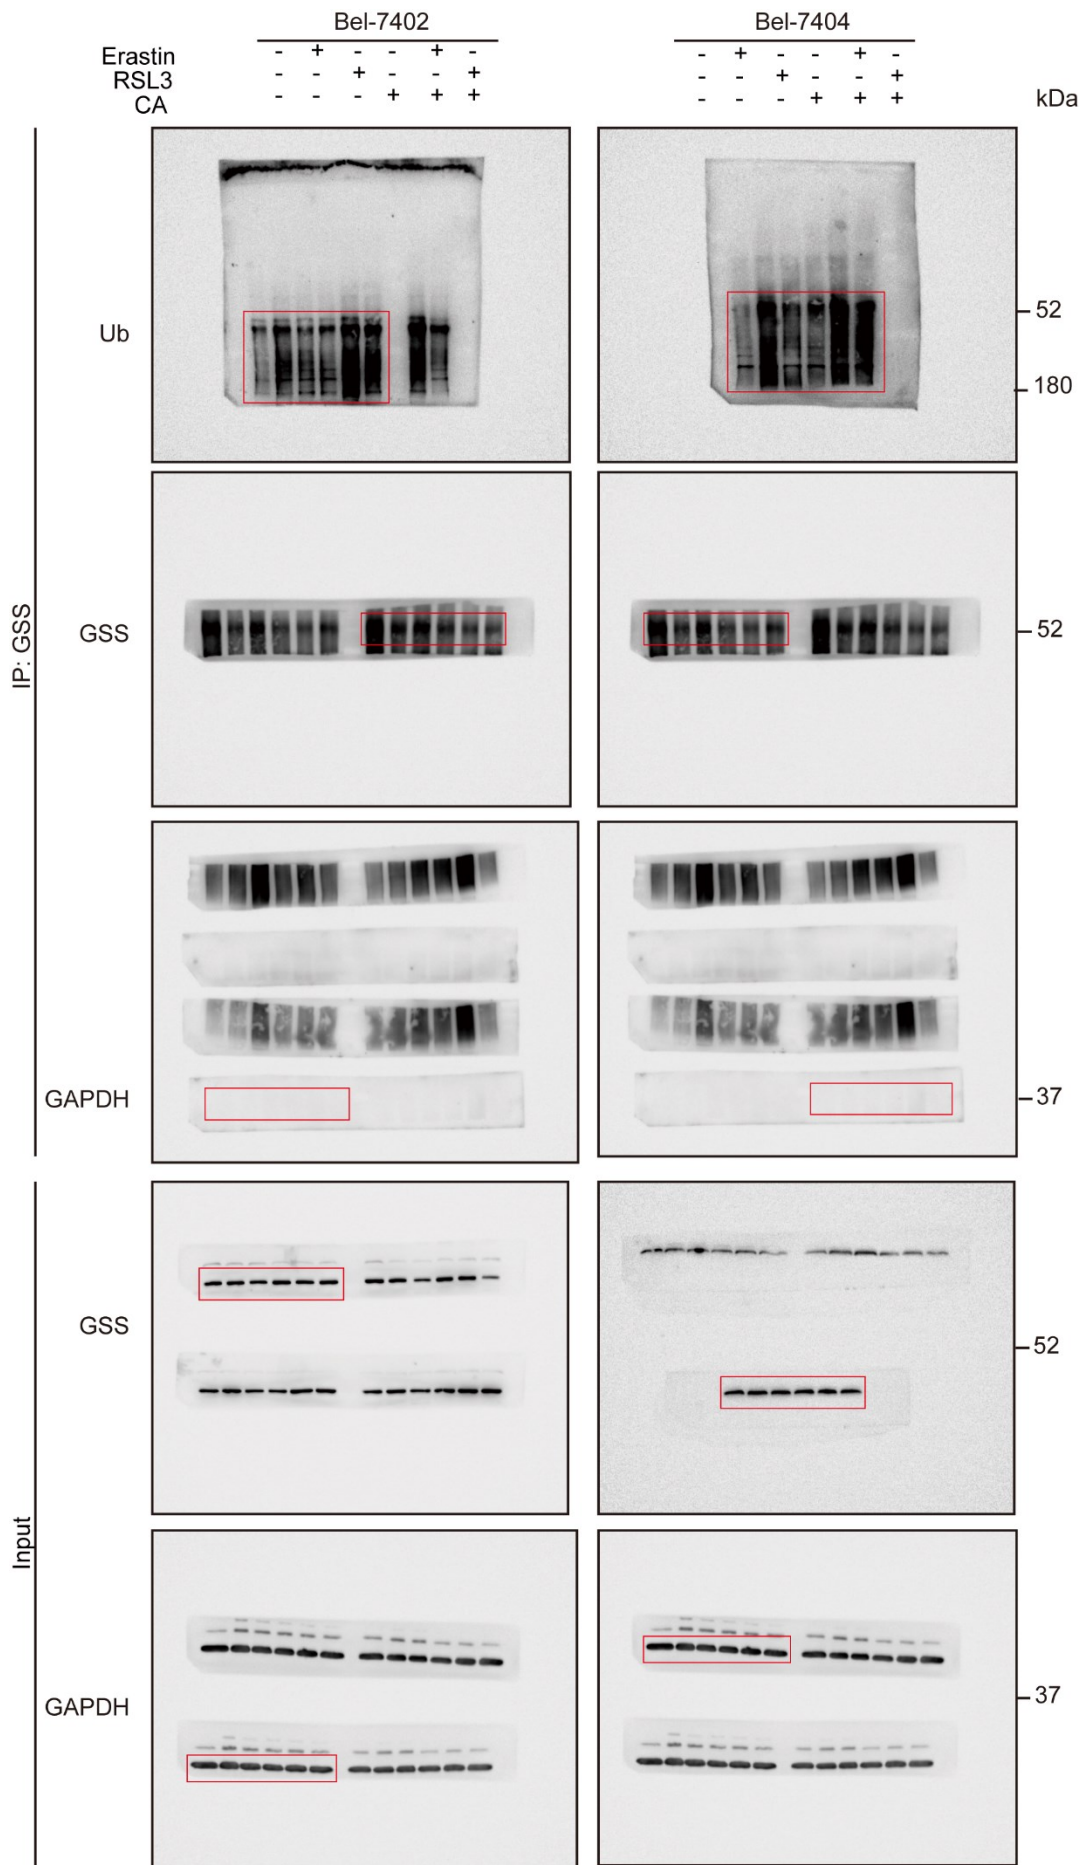 Bel-7402 Bel-7404
Erastin - + - - + - - + - - + -
RSL3 - - + - - + - - + - - +
CA - - - + + + - - - + + +
kDa
IP: GSS
Ub
52
180
GSS
52
GAPDH
37
Input
GSS
52
GAPDH
37